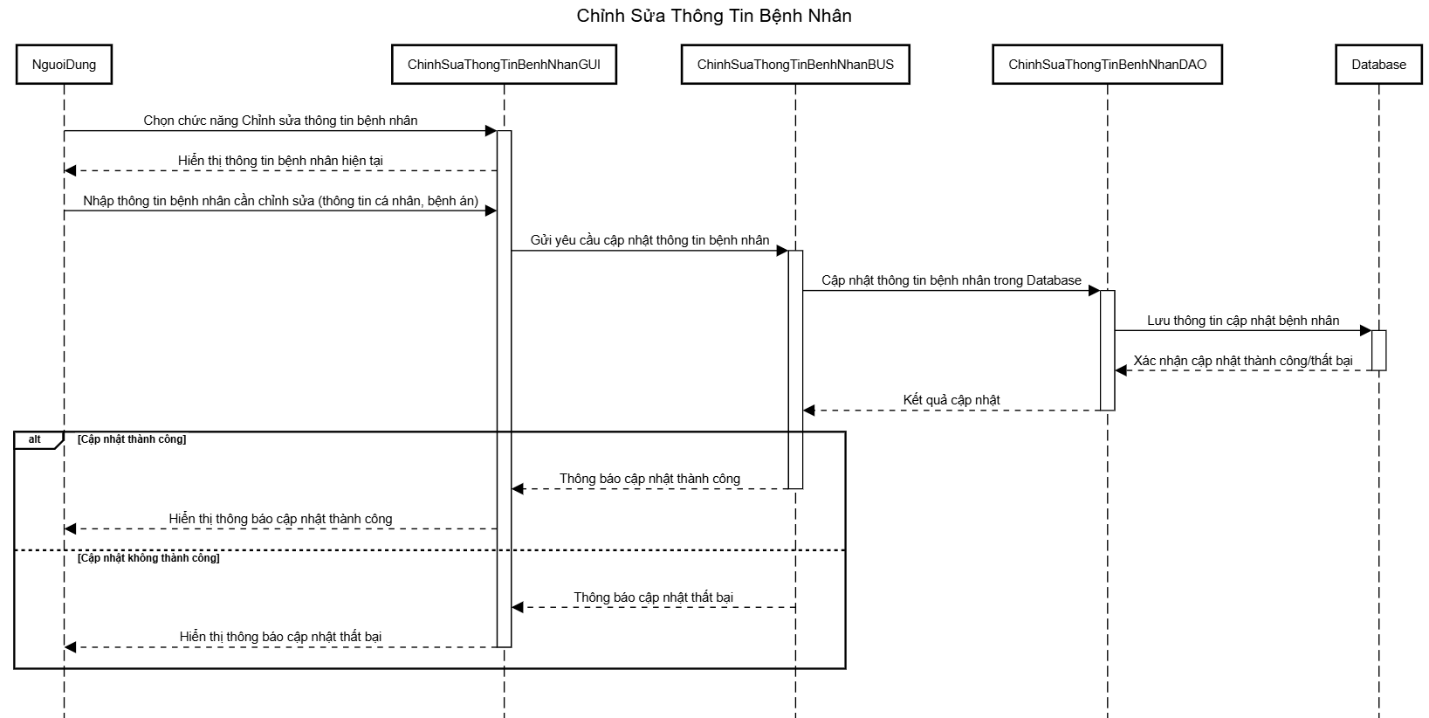 Chỉnh Sửa Thông Tin Bệnh Nhân
NguoiDung
ChinhSuaThongTinBenhNhanGUI
ChinhSuaThongTinBenhNhanBUS
ChinhSuaThongTinBenhNhanDAO
Database
Chọn chức năng Chỉnh sửa thông tin bệnh nhân
Hiển thị thông tin bệnh nhân hiện tại
Nhập thông tin bệnh nhân cần chỉnh sửa (thông tin cá nhân, bệnh án)
Gửi yêu cầu cập nhật thông tin bệnh nhân
Cập nhật thông tin bệnh nhân trong Database
Lưu thông tin cập nhật bệnh nhân
Xác nhận cập nhật thành công/thất bại
Kết quả cập nhật
alt
[Cập nhật thành công]
Thông báo cập nhật thành công
Hiển thị thông báo cập nhật thành công
[Cập nhật không thành công]
Thông báo cập nhật thất bại
Hiển thị thông báo cập nhật thất bại